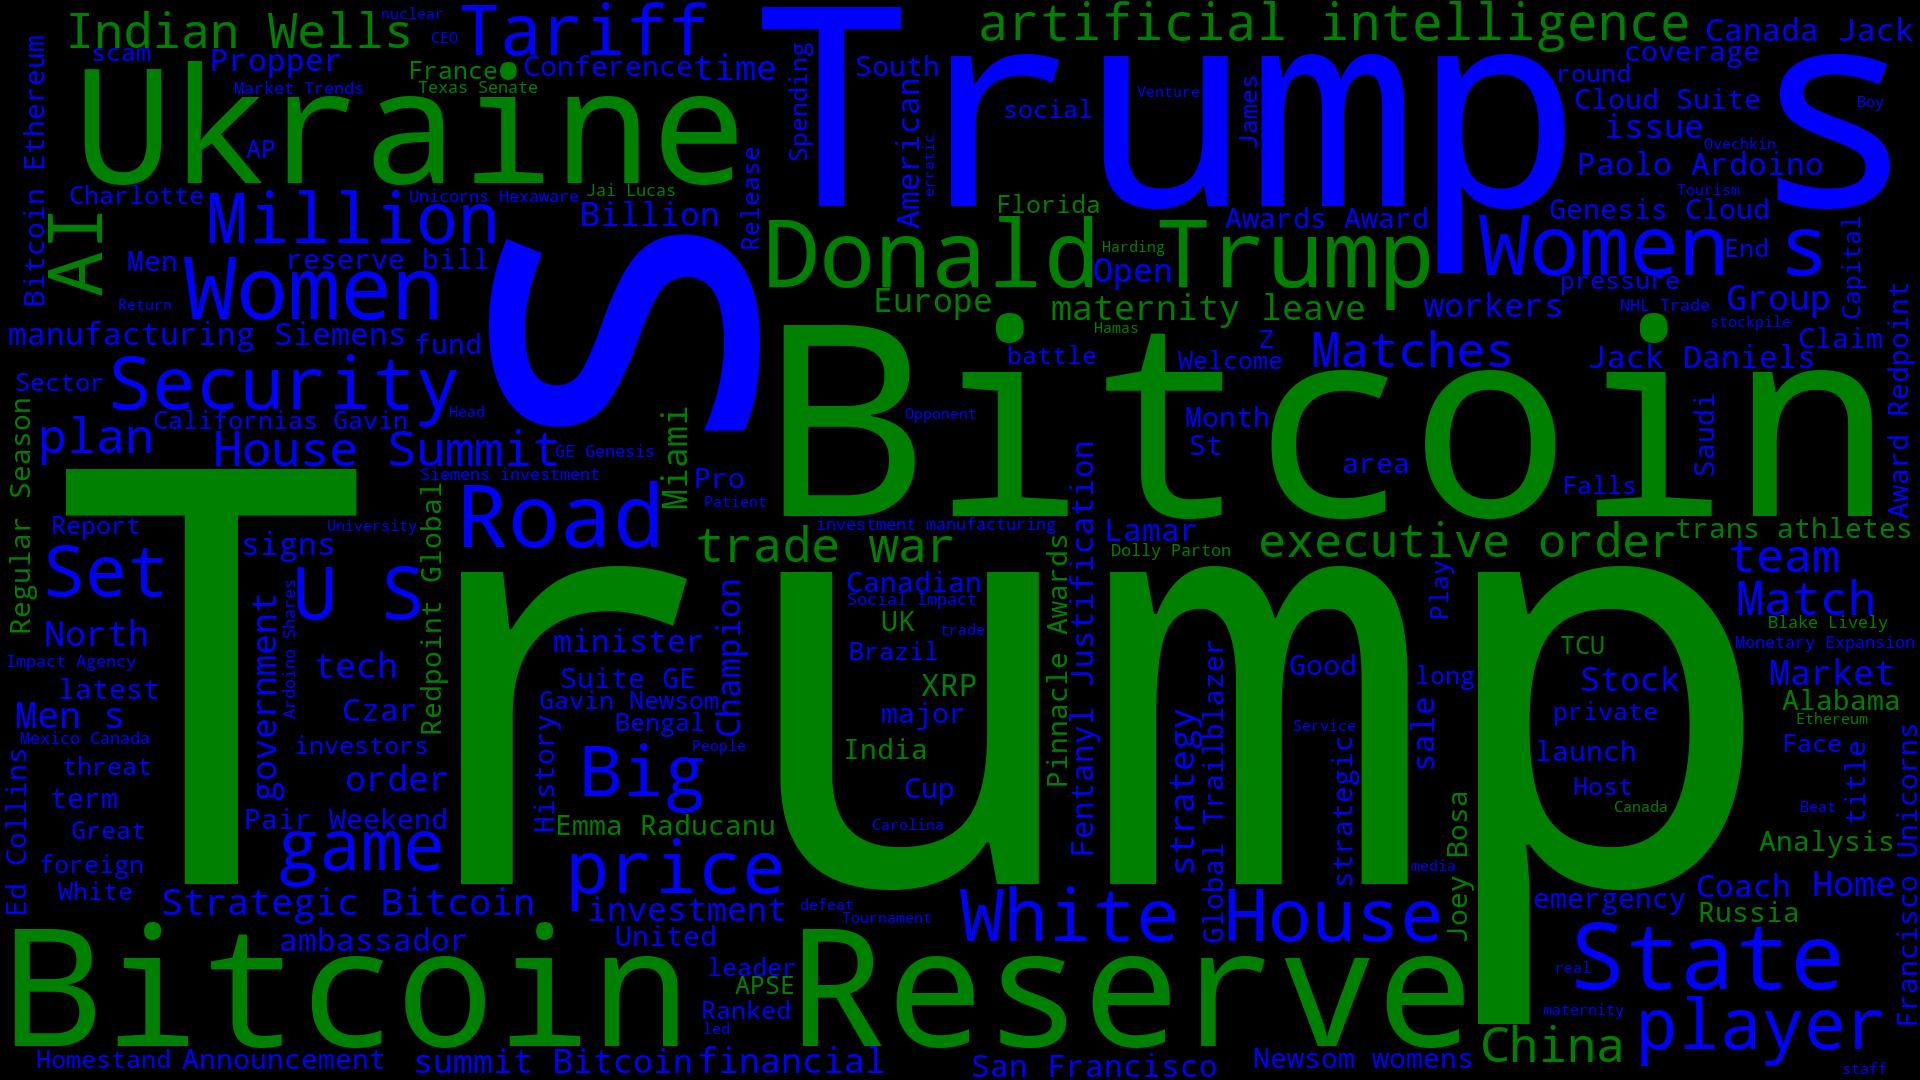 Indian Wells
nuclear
CEO
Tariff
Trump s
artificial intelligence
Canada Jack
scam
Propper
France
Conference
time
South
coverage
round
Market Trends
Texas Senate
Ukraine
AP
Spending
American
erratic
social
Venture
James
Cloud Suite
issue
Boy
Ovechkin
Paolo Ardoino
Tourism
Bitcoin Ethereum
Charlotte
Million
Unicorns Hexaware
Jai Lucas
Billion
Release
Florida
Awards Award
Genesis Cloud
AI
Men
Women
reserve bill
S
Donald Trump
Harding
Open
Women s
End
pressure
Capital
Return
Europe
maternity leave
workers
NHL Trade
Group
stockpile
manufacturing Siemens
fund
Hamas
Z
Matches
Claim
Sector
Security
battle
Welcome
Jack Daniels
Bitcoin
Californias Gavin
Head
Opponent
Month
St
Saudi
Award Redpoint
plan
House Summit
GE Genesis
Miami
Pro
Patient
area
Falls
Siemens investment
Regular Season
Trump
Report
University
Road
investment manufacturing
Lamar
trans athletes
signs
trade war
Dolly Parton
executive order
team
Set
U S
Redpoint Global
Canadian
Social Impact
Pinnacle Awards
Fentanyl Justification
Play
Match
Blake Lively
North
government
Ardoino Shares
Champion
minister
UK
trade
TCU
Monetary Expansion
Impact Agency
tech
Brazil
Good
long
Market
latest
Suite GE
XRP
Stock
Alabama
Men s
Czar
Gavin Newsom
major
private
Ethereum
Bengal
Service
Mexico Canada
investors
People
India
strategy
Global Trailblazer
strategic
sale
launch
Face
threat
order
History
Big
Cup
Host
title
term
Canada
Beat
Ed Collins
Great
Pair Weekend
Emma Raducanu
Carolina
Joey Bosa
Analysis
Francisco Unicorns
foreign
game
price
media
White
Strategic Bitcoin
investment
defeat
Tournament
White House
emergency
Coach
Home
Russia
ambassador
United
State
Bitcoin Reserve
leader
APSE
real
Ranked
led
maternity
player
China
Homestand
Announcement
summit Bitcoin
financial
San Francisco
Newsom womens
staff